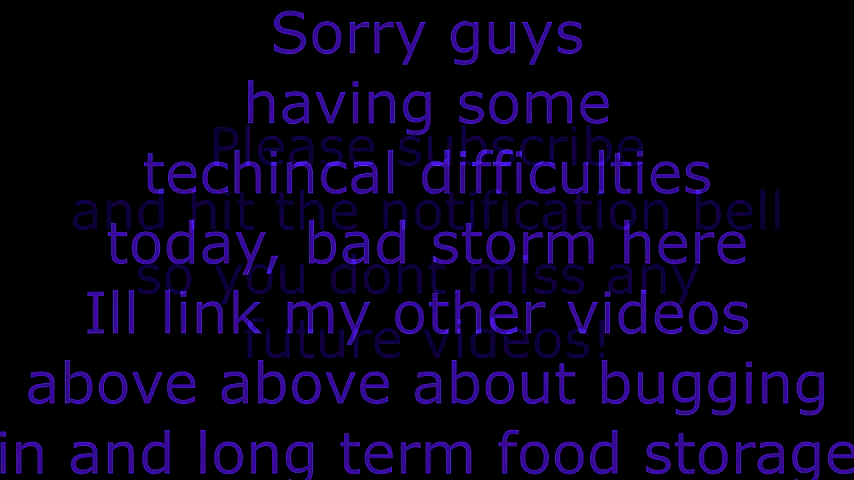 Sorry guys
having some
techincal difficulties
today, bad storm here
Ill link my other videos
above above about bugging
in and long term food storage
Please subscribe
and hit the notification bell
so you dont miss any
future videos!